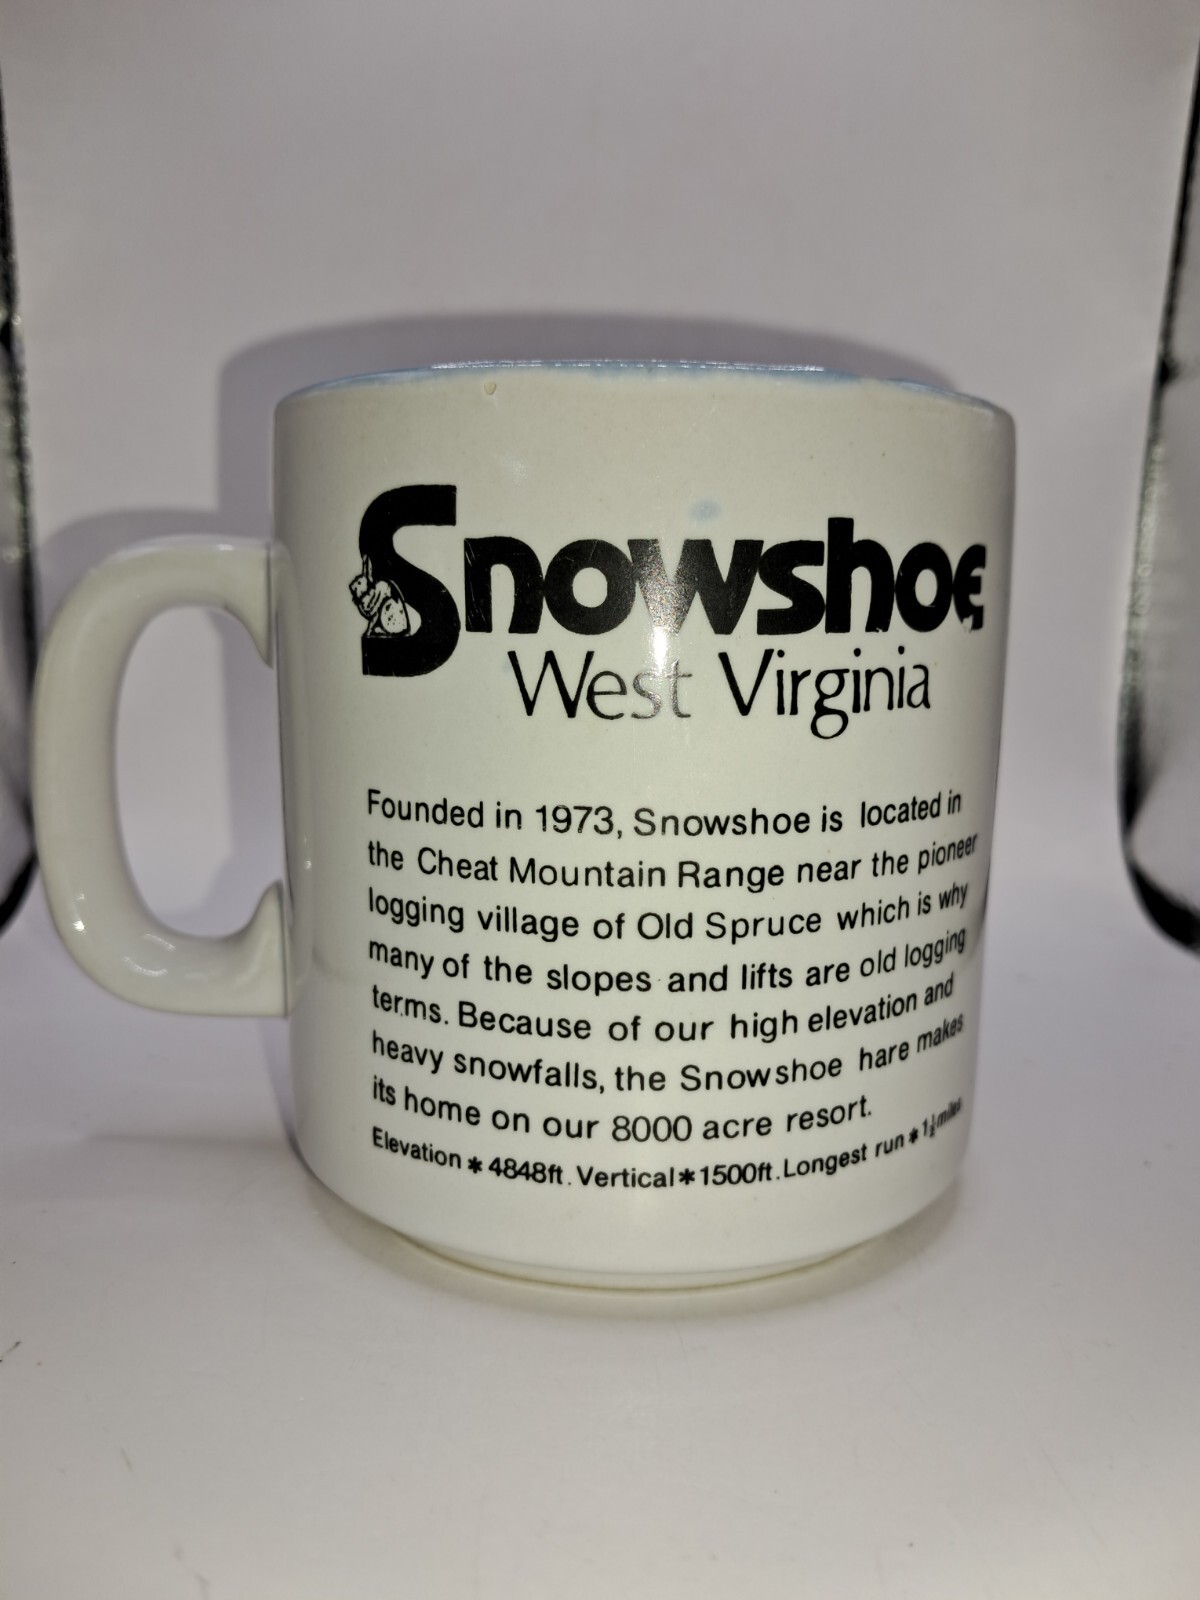 Snowshoe
West Virginia
Founded in 1973, Snowshoe is located in
the Cheat Mountain Range near the pioneer
logging village of Old Spruce which is why
many of the slopes and lifts are old logging
terms. Because of our high elevation and
heavy snowfalls, the Snowshoe hare makes
its home on our 8000 acre resort.
Elevation * 4848ft. Vertical * 1500ft. Longest run * 1½ miles